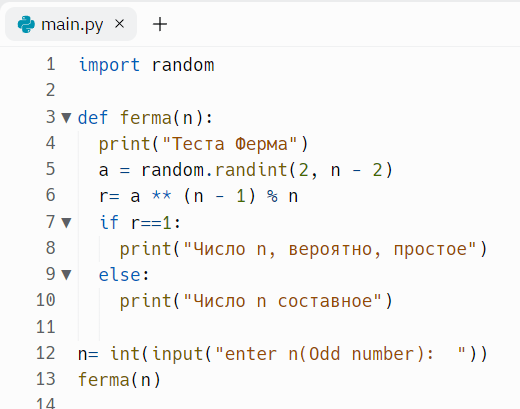 main.py × +
1 import random
2
3 ▼ def ferma(n):
4 print("Теста Ферма")
5 a = random.randint(2, n - 2)
6 r= a ** (n - 1) % n
7 ▼ if r==1:
8 print("Число n, вероятно, простое")
9 ▼ else:
10 print("Число n составное")
11
12 n= int(input("enter n(Odd number):  "))
13 ferma(n)
14